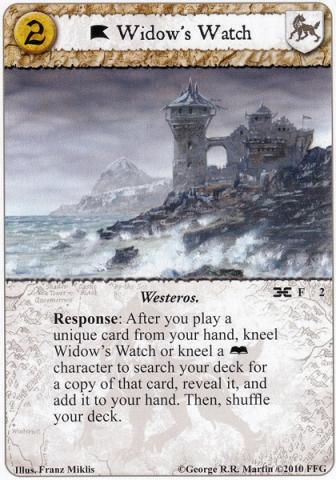 2
Widow's Watch
Westeros.
F 2
Response: After you play a
unique card from your hand, kneel
Widow's Watch or kneel a
character to search your deck for
a copy of that card, reveal it, and
add it to your hand. Then, shuffle
your deck.
Illus. Franz Miklis
©George R.R. Martin ©2010 FFG